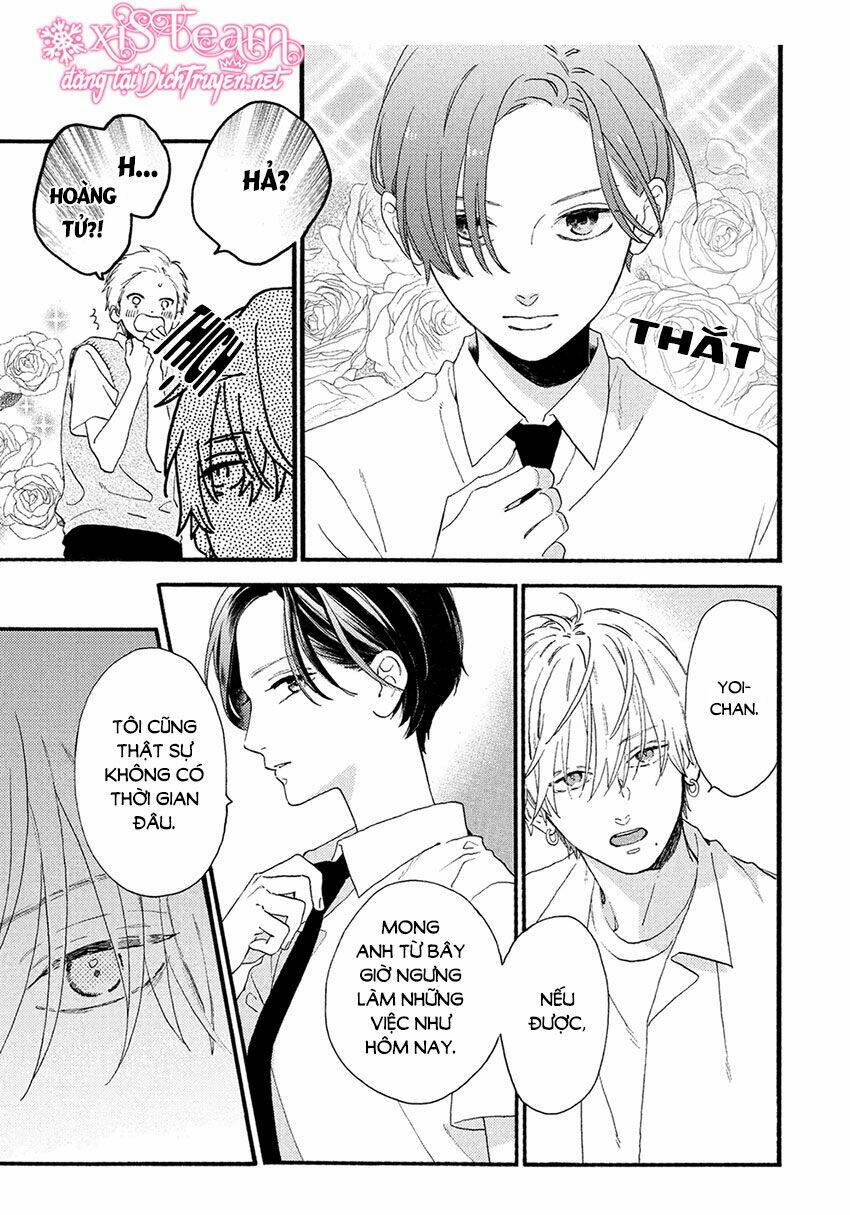 xisTeam
đăng tại DichTruyen.net
THẮT
HẢ?
H...
HOÀNG
TỬ?!
THỊCH
YOI-
CHAN.
NẾU
ĐƯỢC,
MONG
ANH TỪ BÂY
GIỜ NGƯNG
LÀM NHỮNG
VIỆC NHƯ
HÔM NAY.
TÔI CŨNG
THẬT SỰ
KHÔNG CÓ
THỜI GIAN
ĐÂU.